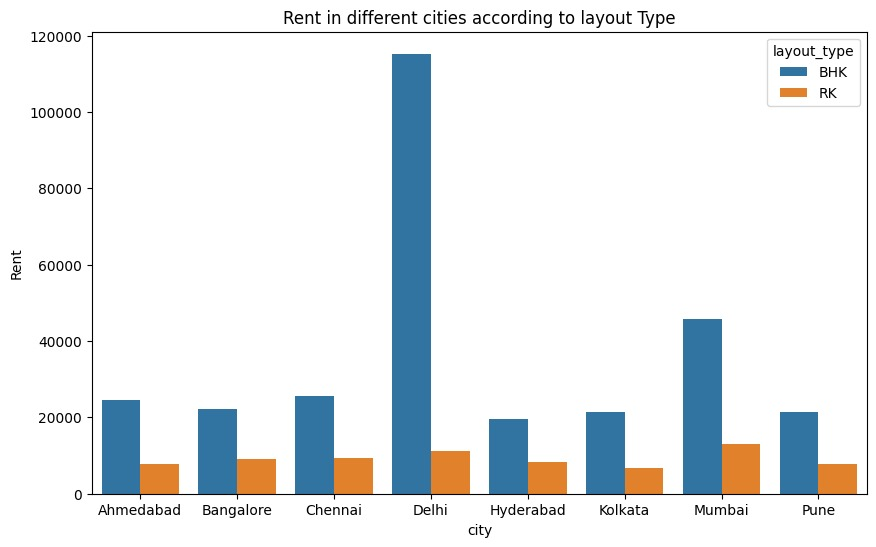 Rent in different cities according to layout Type
layout_type
BHK
RK
120000
100000
80000
60000
40000
20000
0
Rent
Ahmedabad Bangalore Chennai Delhi Hyderabad Kolkata Mumbai Pune
city